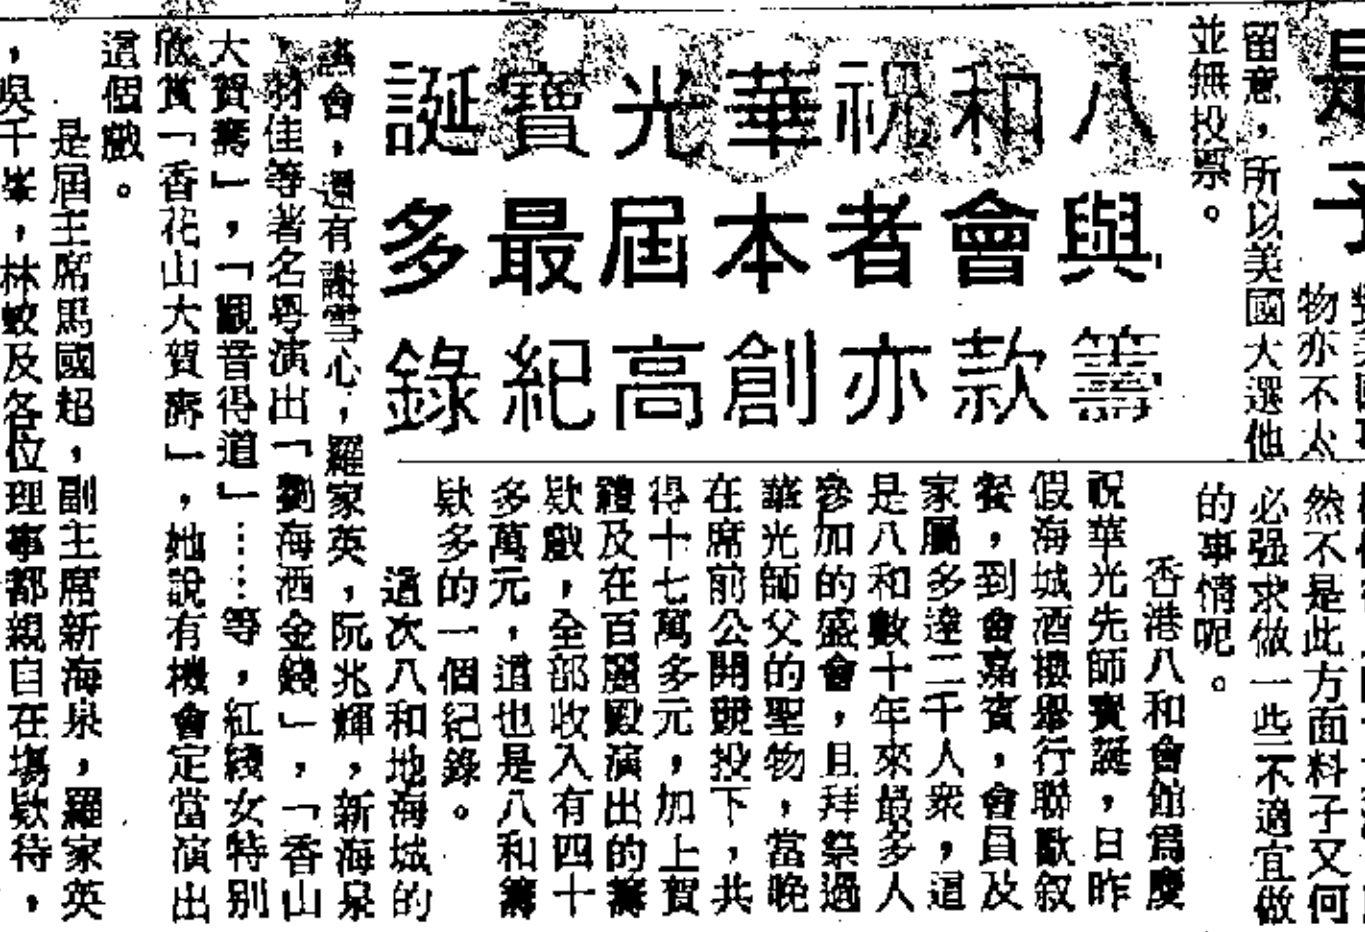 物亦不太
留意，所以美國大選他
並無投票。
然不是此方面料子又何
必强求做一些不適宜做
的事情呢。
八和祝華光寶誕
與會者本屆最多
籌款亦創高紀錄
香港八和會館爲慶
祝華光先師寶誕，日昨
假海城酒樓舉行聯歡叙
餐，到會嘉賓，會員及
家屬多達二千人衆，這
是八和數十年來最多人
參加的盛會，且拜祭過
華光師父的聖物，當晚
在席前公開競投下，共
得十七萬多元，加上賀
禮及在百麗殿演出的籌
欵戲，全部收入有四十
多萬元，這也是八和籌
欵多的一個紀錄。
這次八和地海城的
讌會，還有謝雪心，羅家英，阮兆輝，新海泉
，羽佳等著名粤演出「劉海洒金錢」，「香山
大賀壽」，「觀音得道」……等，紅綫女特別
欣賞「香花山大賀壽」，她說有機會定當演出
這個戲。
是屆主席馬國超，副主席新海泉，羅家英
，吳千峯，林蛟及各位理事都親自在塲欵待，